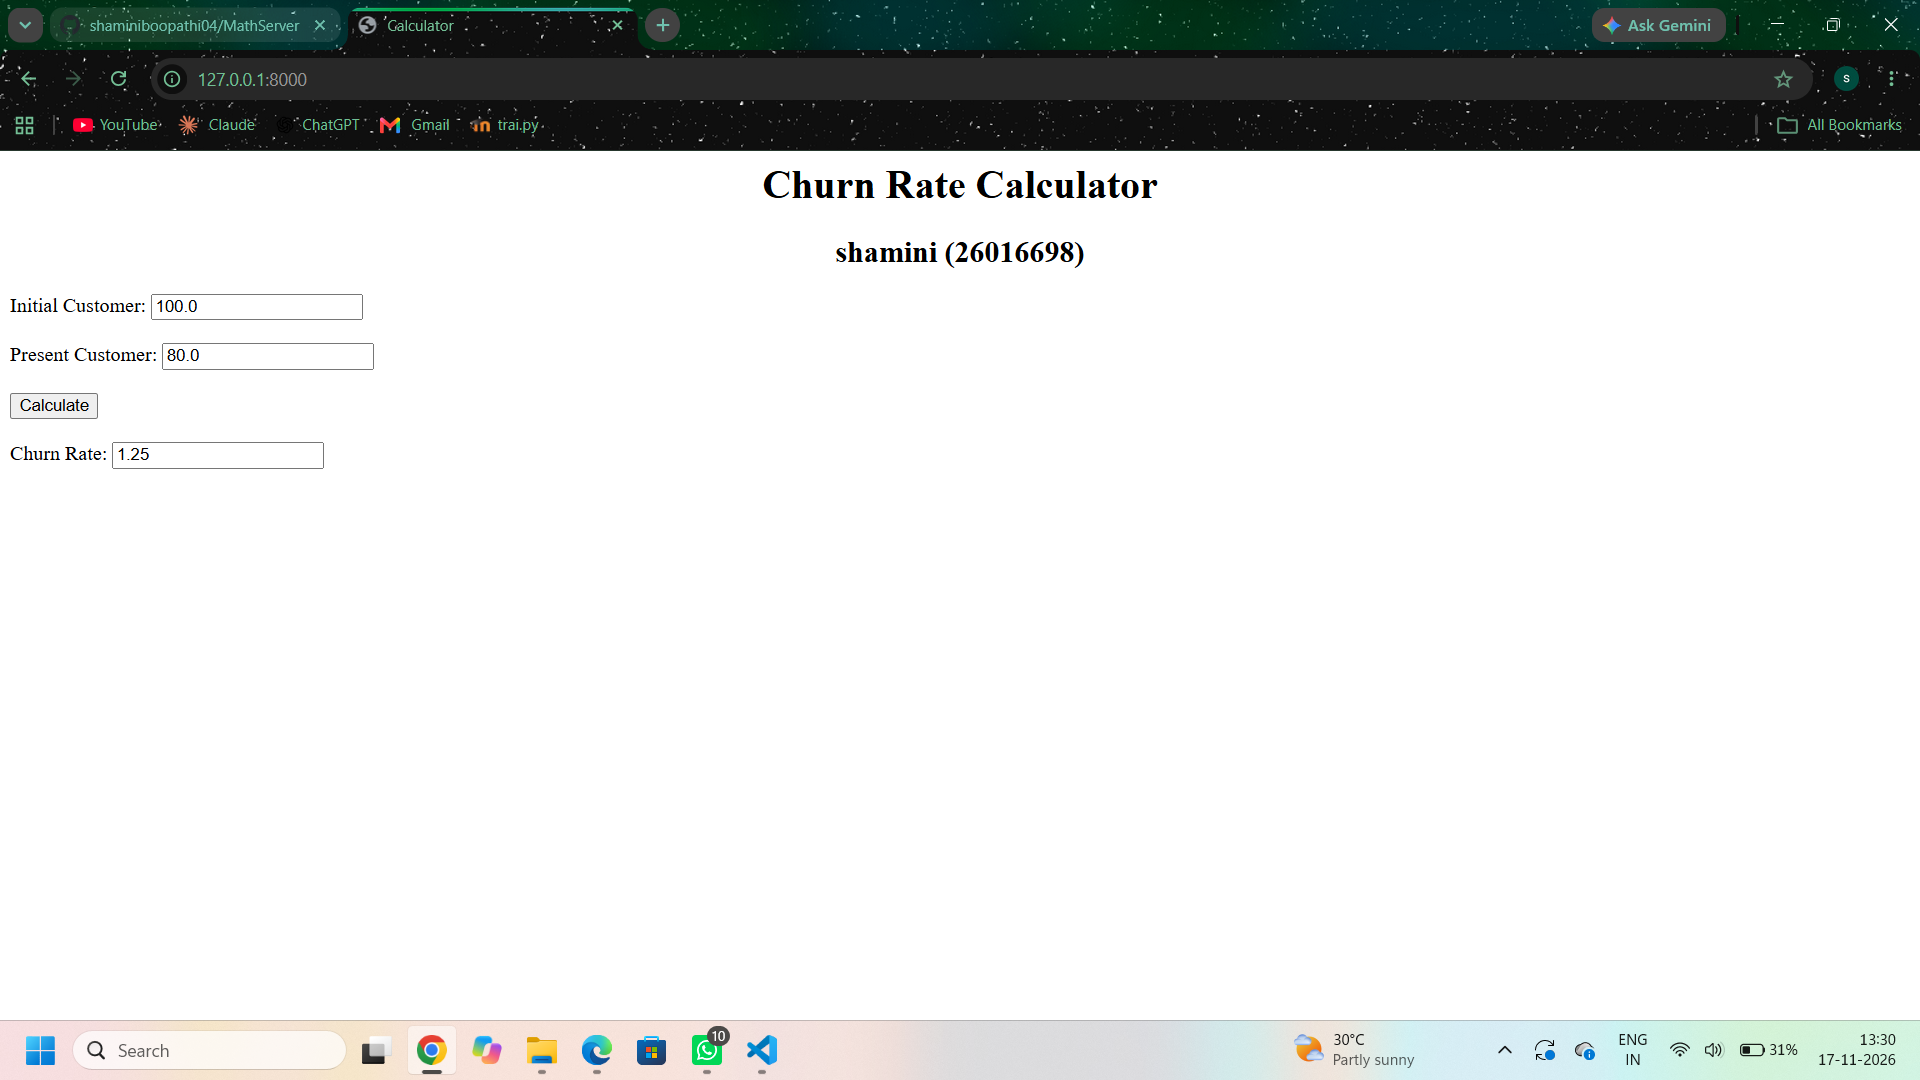 shaminiboopathi04/MathServer
Calculator
Ask Gemini
127.0.0.1:8000
S
YouTube
Claude
ChatGPT
Gmail
trai.py
All Bookmarks
Churn Rate Calculator
shamini (26016698)
Initial Customer: 100.0
Present Customer: 80.0
Calculate
Churn Rate: 1.25
Search
10
30°C
Partly sunny
ENG
IN
31%
13:30
17-11-2026